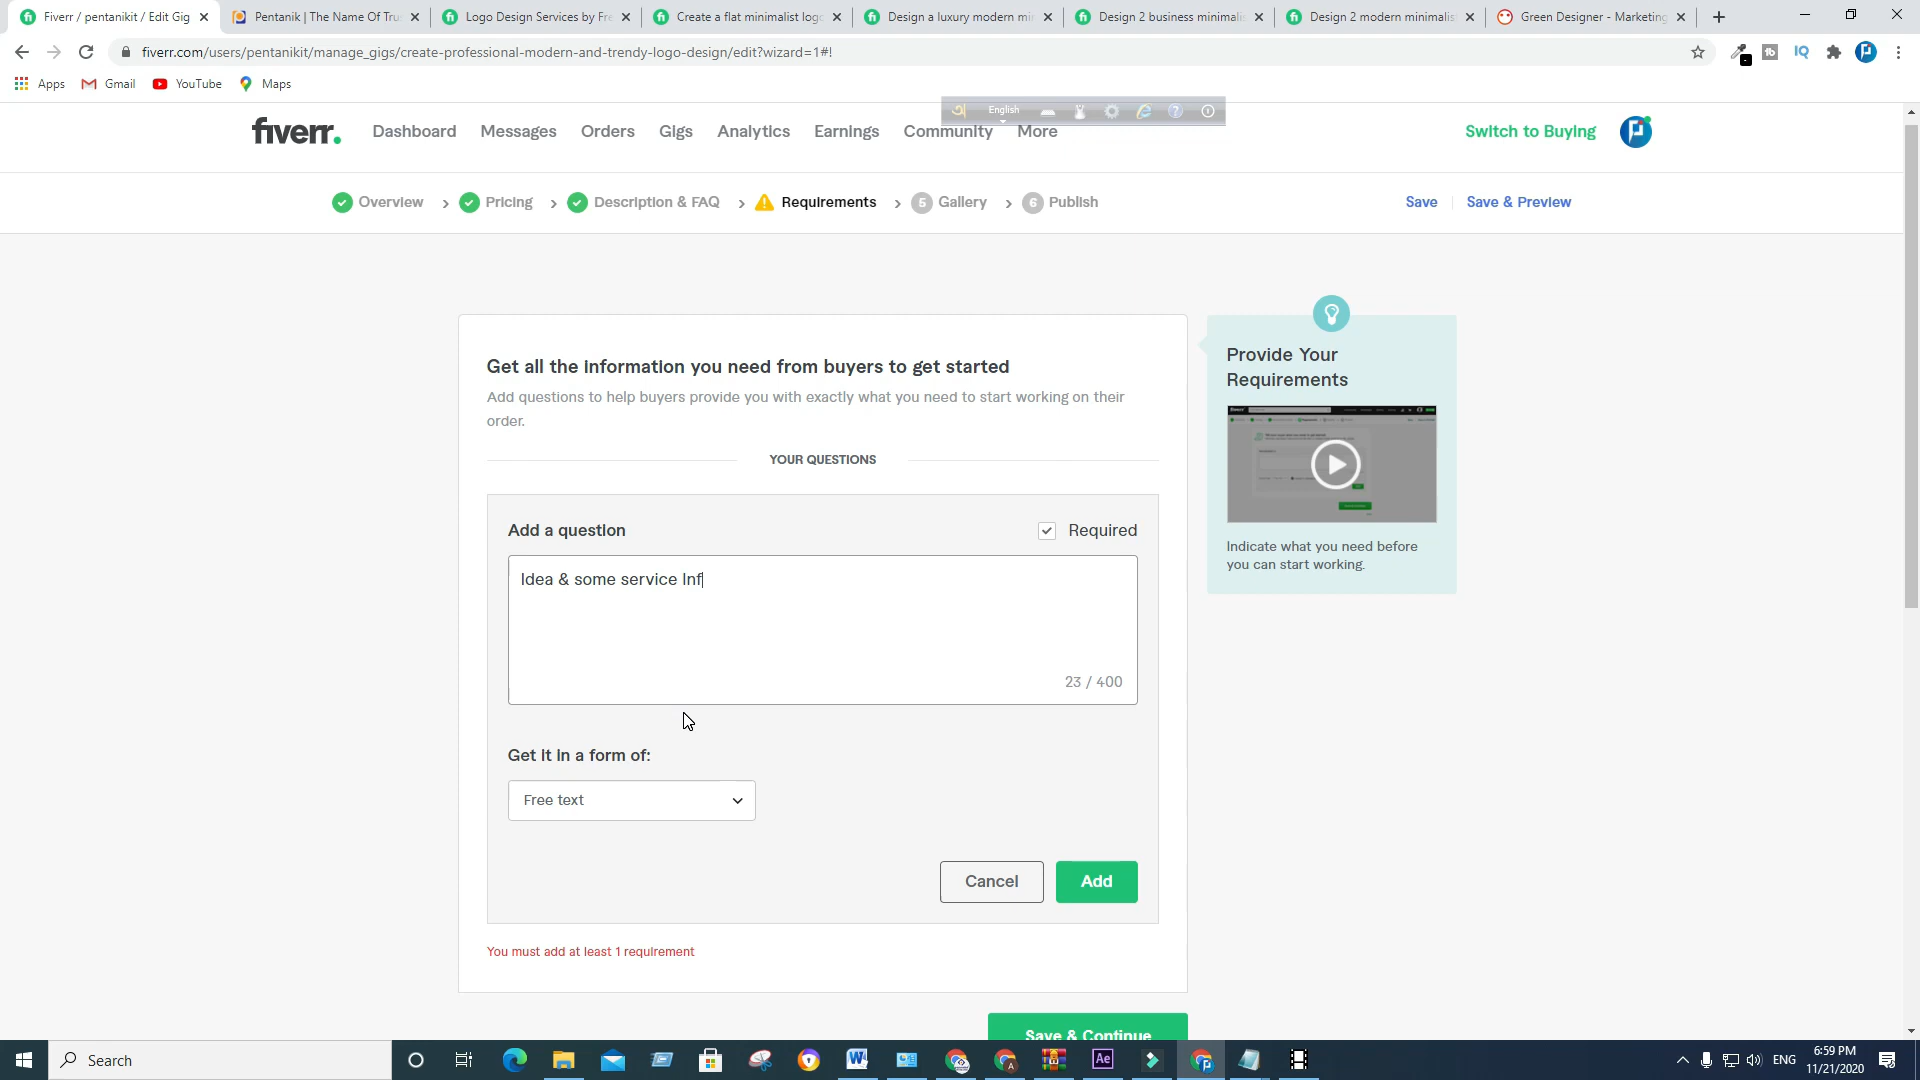 Fiverr / pentanikit / Edit Gig
Pentanik | The Name Of Tru
Logo Design Services by Fre
Create a flat minimalist logo
Design a luxury modern mi
Design 2 business minimalis
Design 2 modern minimalis
Green Designer - Marketing
fiverr.com/users/pentanikit/manage_gigs/create-professional-modern-and-trendy-logo-design/edit?wizard=1#!
Apps Gmail YouTube Maps
English
fiverr. Dashboard Messages Orders Gigs Analytics Earnings Community More Switch to Buying
Overview Pricing Description & FAQ Requirements 5 Gallery 6 Publish Save Save & Preview
Get all the information you need from buyers to get started
Add questions to help buyers provide you with exactly what you need to start working on their
order.
YOUR QUESTIONS
Add a question Required
Idea & some service Inf
23 / 400
Get it in a form of:
Free text
Cancel Add
You must add at least 1 requirement
Save & Continue
Provide Your
Requirements
Indicate what you need before
you can start working.
Search
ENG
6:59 PM
11/21/2020